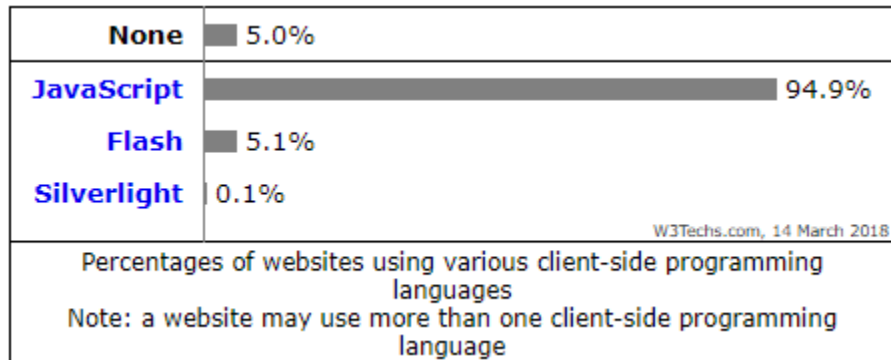 None 5.0%
JavaScript 94.9%
Flash 5.1%
Silverlight 0.1%
W3Techs.com, 14 March 2018
Percentages of websites using various client-side programming
languages
Note: a website may use more than one client-side programming
language